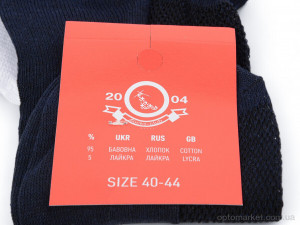 20 04
% UKR RUS GB
95 БАВОВНА ХЛОПОК COTTON
5 ЛАЙКРА ЛАЙКРА LYCRA
SIZE 40-44
optomarket.com.ua